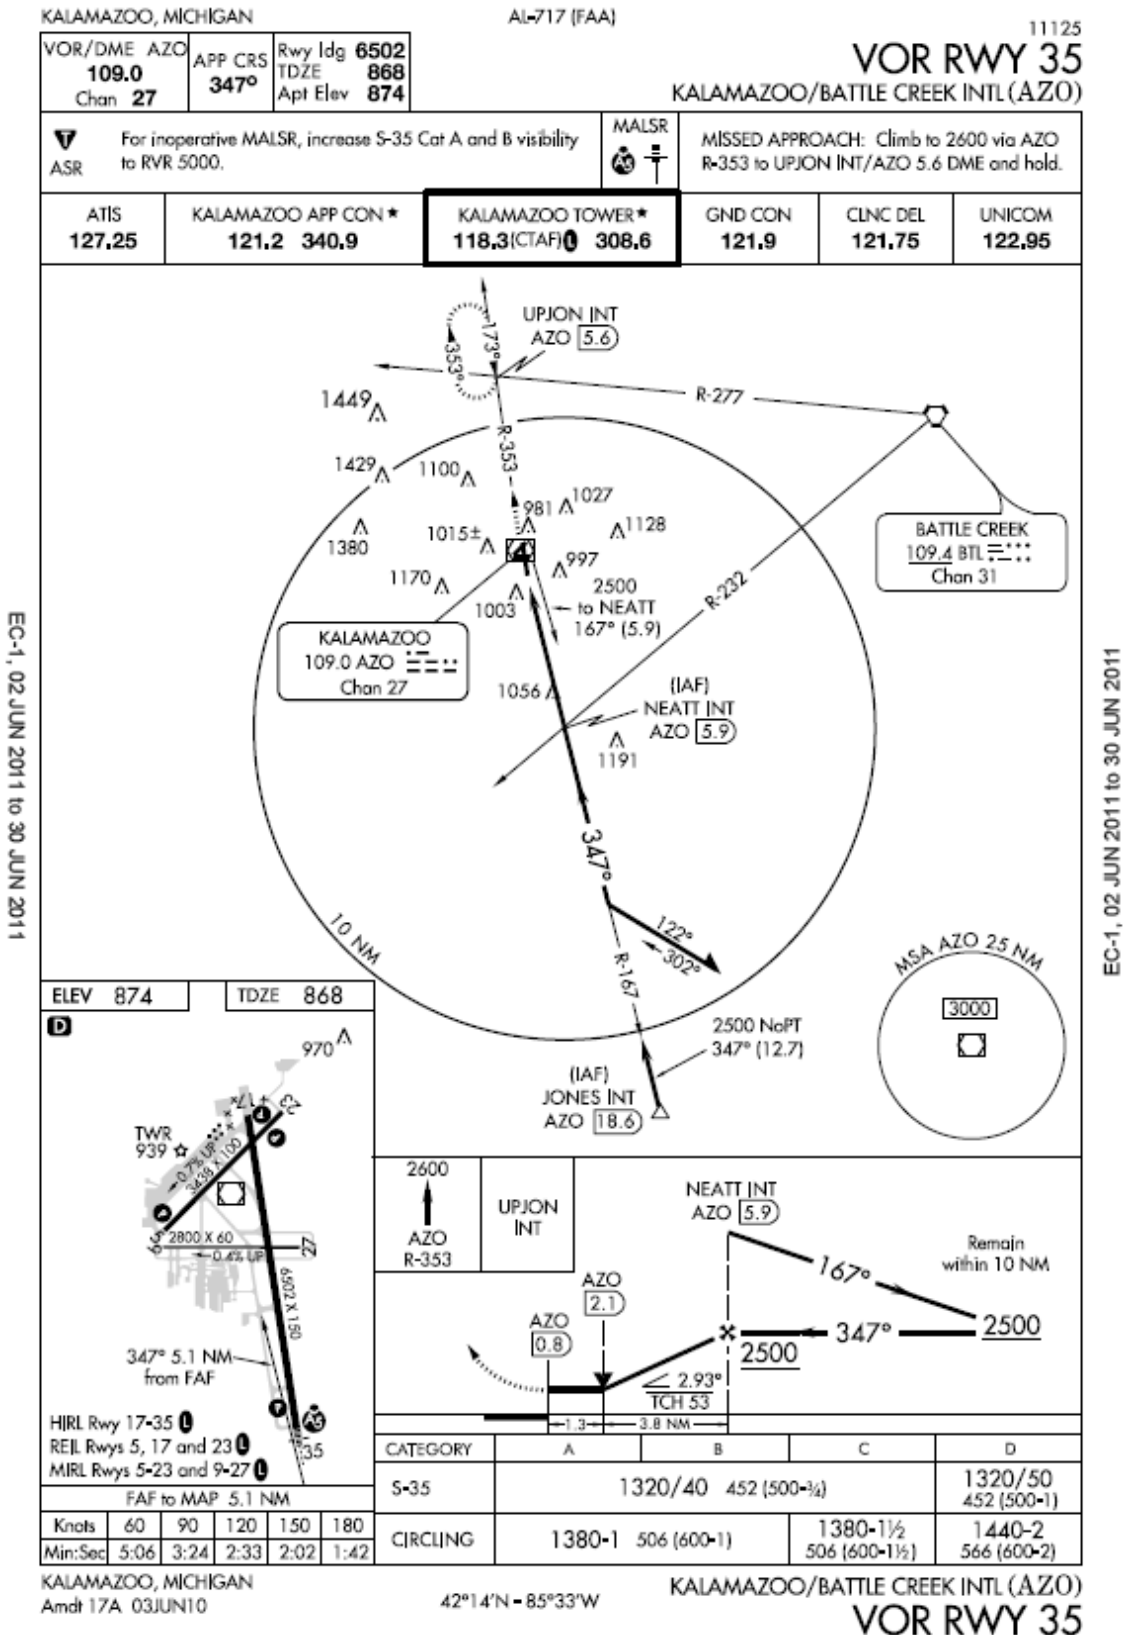 KALAMAZOO, MICHIGAN
AL-717 (FAA)
11125
VOR/DME AZO
109.0
Chan 27
APP CRS
347°
Rwy ldg 6502
TDZE 868
Apt Elev 874
VOR RWY 35
KALAMAZOO/BATTLE CREEK INTL (AZO)
T
ASR
For inoperative MALSR, increase S-35 Cat A and B visibility
to RVR 5000.
MALSR
A5
MISSED APPROACH: Climb to 2600 via AZO
R-353 to UPJON INT/AZO 5.6 DME and hold.
ATIS
127.25
KALAMAZOO APP CON★
121.2 340.9
KALAMAZOO TOWER★
118.3(CTAF) L 308.6
GND CON
121.9
CLNC DEL
121.75
UNICOM
122.95
UPJON INT
AZO 5.6
173°
353°
R-277
1449
R-353
1429
1100
981
1027
1380
1015±
1128
BATTLE CREEK
109.4 BTL
Chan 31
997
1170
2500
to NEATT
167° (5.9)
1003
R-232
KALAMAZOO
109.0 AZO
Chan 27
1056
(IAF)
NEATT INT
AZO 5.9
1191
347°
10 NM
122°
302°
R-167
MSA AZO 25 NM
3000
2500 NoPT
347° (12.7)
(IAF)
JONES INT
AZO 18.6
ELEV 874
TDZE 868
D
970
17
23
TWR
939
0.7% UP
3438 X 100
2800 X 60
0.4% UP
27
6502 X 150
347° 5.1 NM
from FAF
A5
35
HIRL Rwy 17-35 L
REIL Rwys 5, 17 and 23 L
MIRL Rwys 5-23 and 9-27 L
FAF to MAP 5.1 NM
Knots 60 90 120 150 180
Min:Sec 5:06 3:24 2:33 2:02 1:42
2600
AZO
R-353
UPJON
INT
NEATT INT
AZO 5.9
Remain
within 10 NM
167°
AZO
2.1
AZO
0.8
347°
2500
2500
2.93°
TCH 53
1.3
3.8 NM
CATEGORY A B C D
S-35 1320/40 452 (500-¾) 1320/50 452 (500-1)
CIRCLING 1380-1 506 (600-1) 1380-1½ 506 (600-1½) 1440-2 566 (600-2)
KALAMAZOO, MICHIGAN
Amdt 17A 03JUN10
42°14'N - 85°33'W
KALAMAZOO/BATTLE CREEK INTL (AZO)
VOR RWY 35
EC-1, 02 JUN 2011 to 30 JUN 2011
EC-1, 02 JUN 2011 to 30 JUN 2011